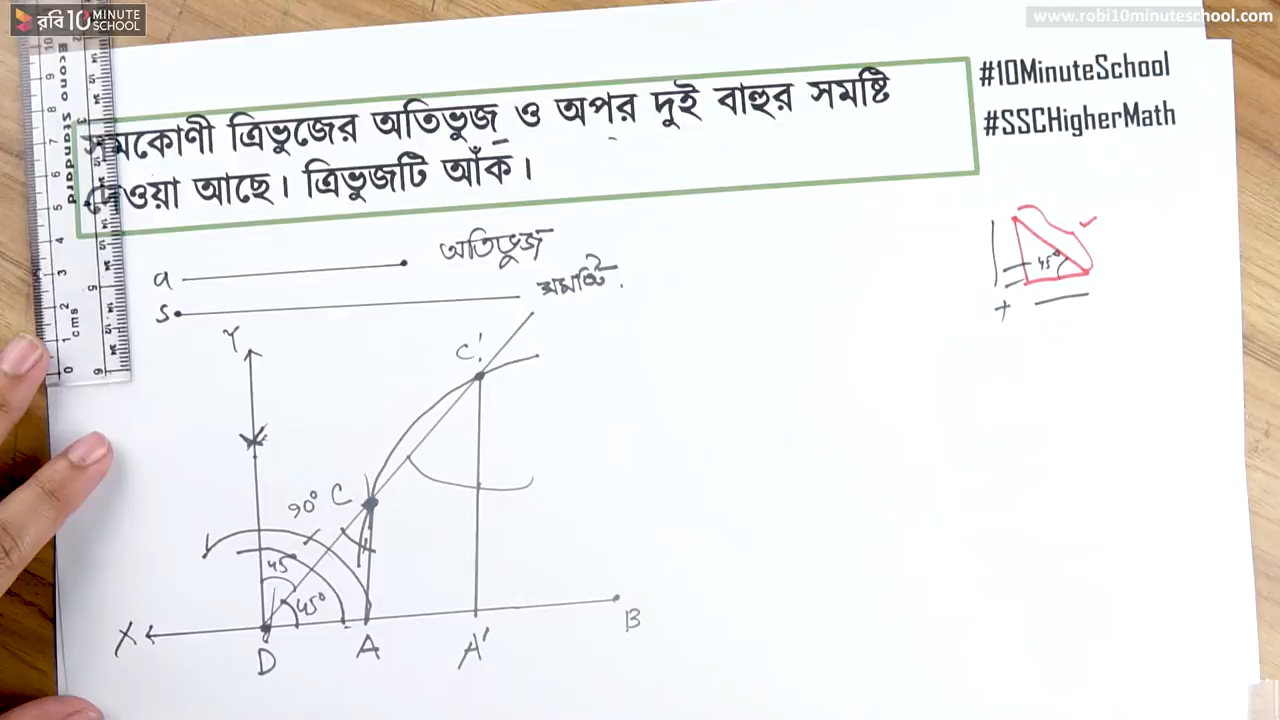 রবি 10 MINUTE SCHOOL
www.robi10minuteschool.com
#10MinuteSchool
#SSCHigherMath
সমকোণী ত্রিভুজের অতিভুজ ও অপর দুই বাহুর সমষ্টি
দেওয়া আছে। ত্রিভুজটি আঁক।
a অতিভুজ
s সমষ্টি
45°
+
Y
C'
90° C
45
45°
X
D A A' B